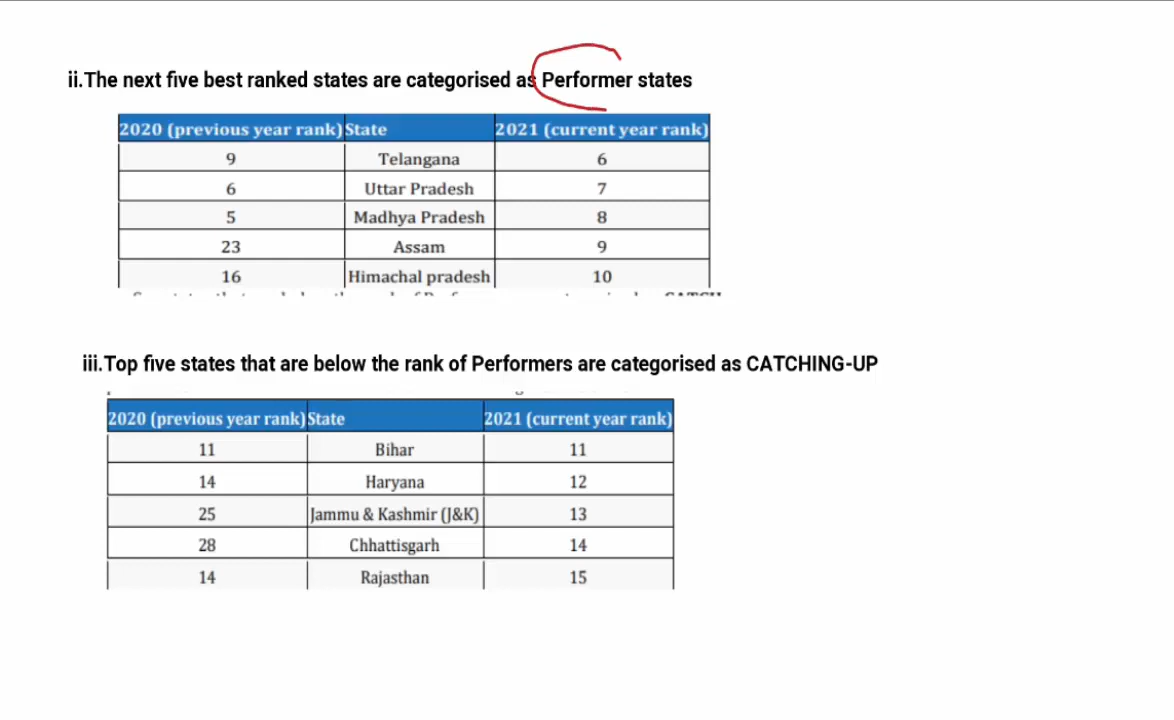 ii.The next five best ranked states are categorised as Performer states
2020 (previous year rank) State 2021 (current year rank)
9 Telangana 6
6 Uttar Pradesh 7
5 Madhya Pradesh 8
23 Assam 9
16 Himachal pradesh 10
iii.Top five states that are below the rank of Performers are categorised as CATCHING-UP
2020 (previous year rank) State 2021 (current year rank)
11 Bihar 11
14 Haryana 12
25 Jammu & Kashmir (J&K) 13
28 Chhattisgarh 14
14 Rajasthan 15